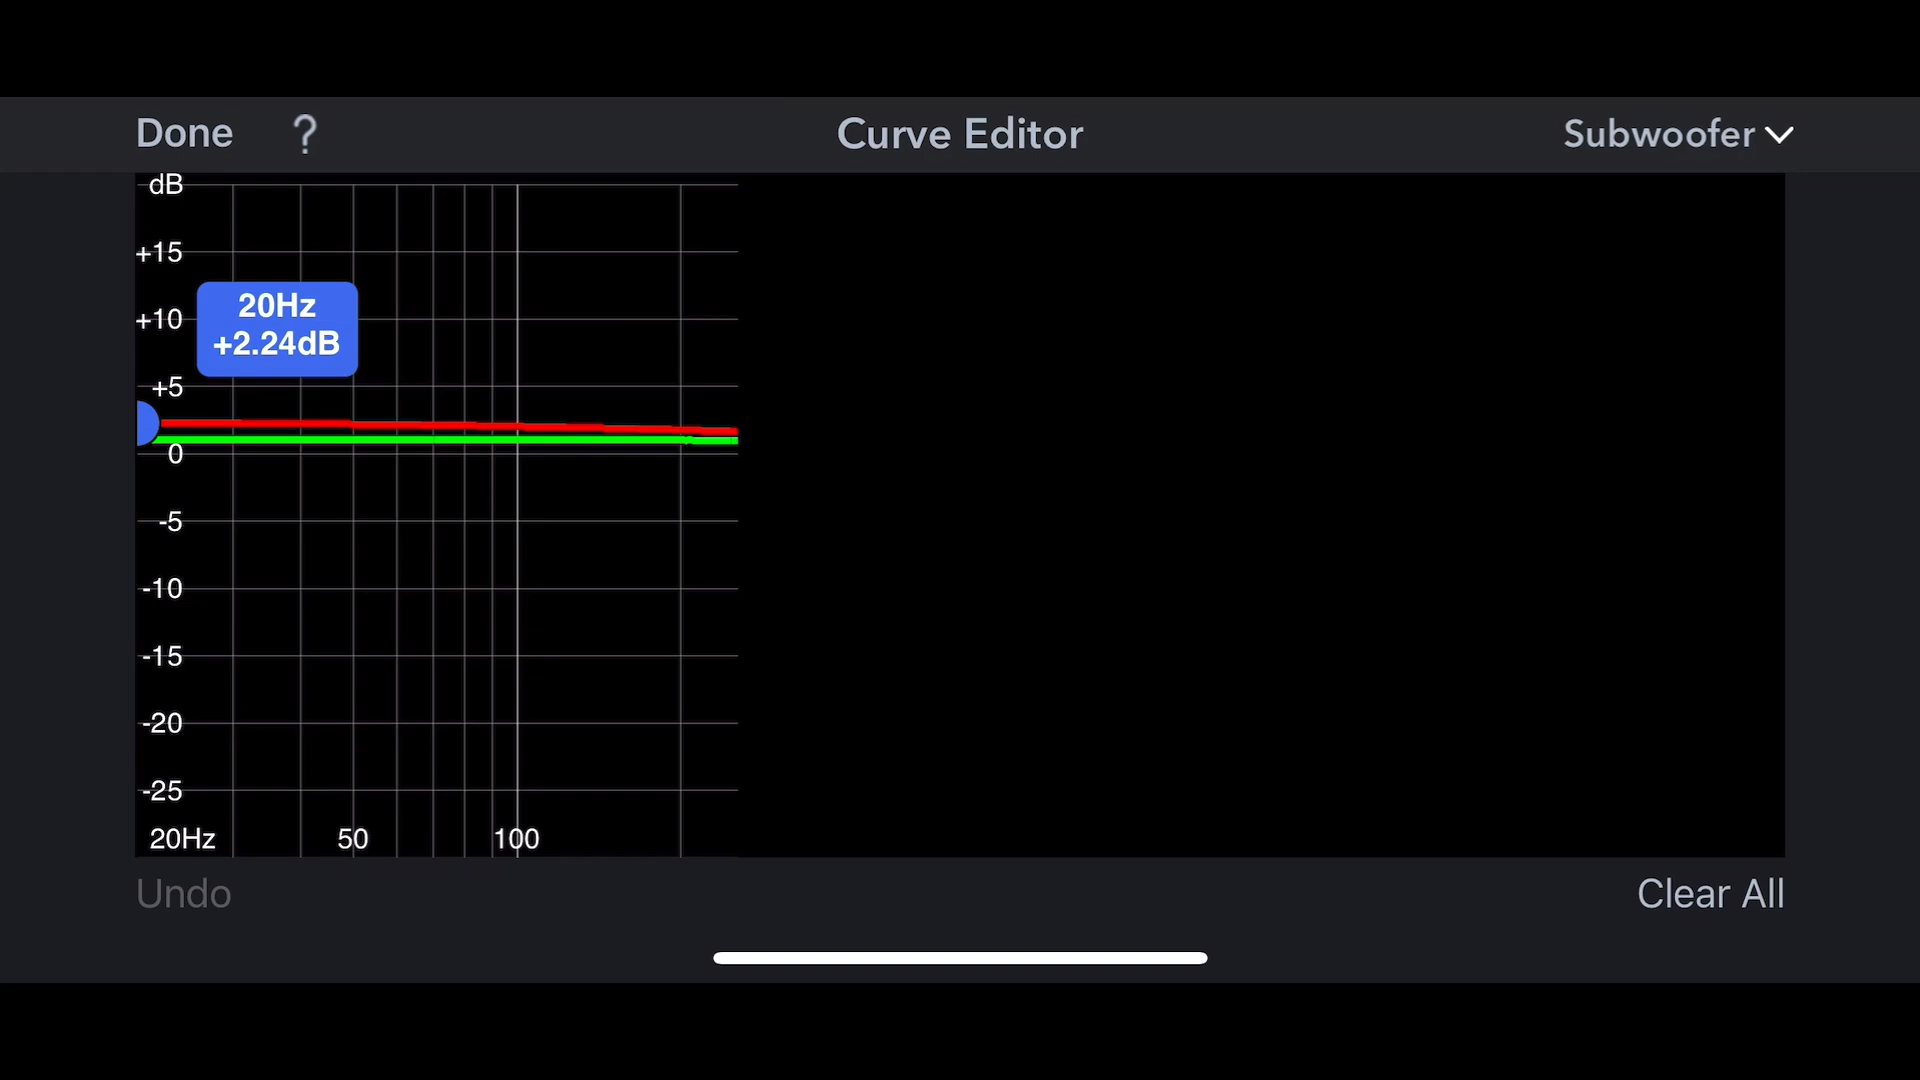 Done ? Curve Editor Subwoofer
dB
+15
+10
20Hz
+2.24dB
+5
0
-5
-10
-15
-20
-25
20Hz 50 100
Undo Clear All